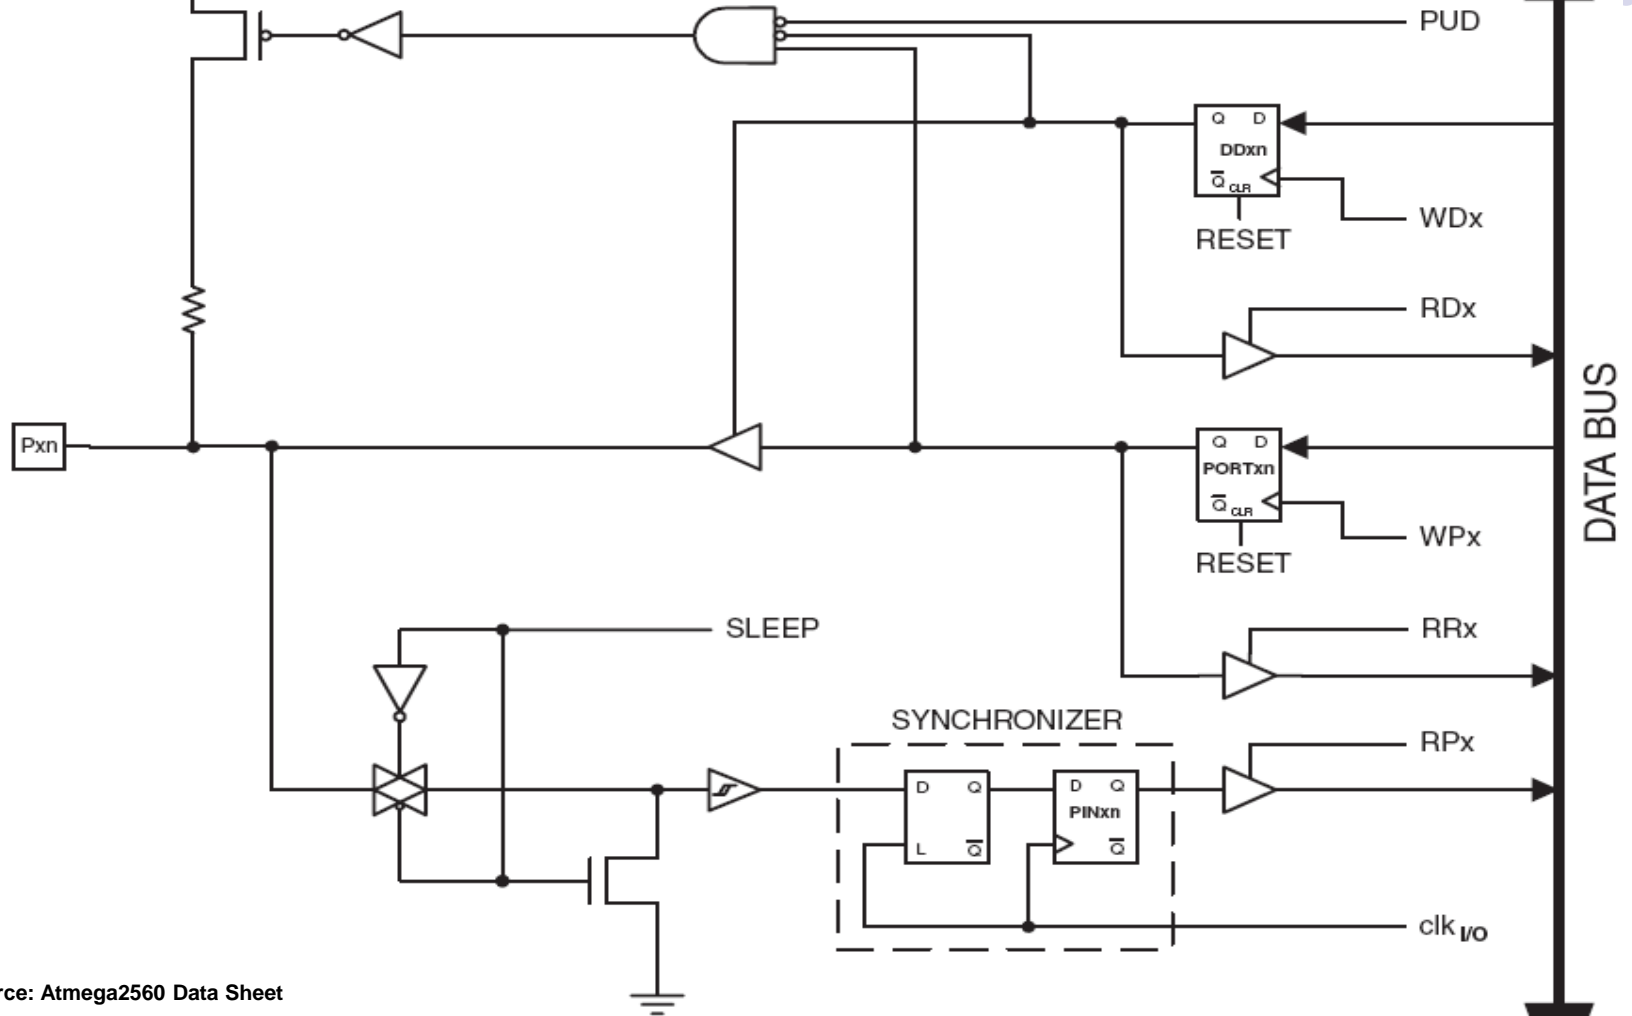 PUD
Q D
DDxn
Q CLR
WDx
RESET
RDx
DATA BUS
Pxn
Q D
PORTxn
Q CLR
WPx
RESET
SLEEP
RRx
SYNCHRONIZER
RPx
D Q
L Q
D Q
PINxn
Q
clk I/O
rce: Atmega2560 Data Sheet